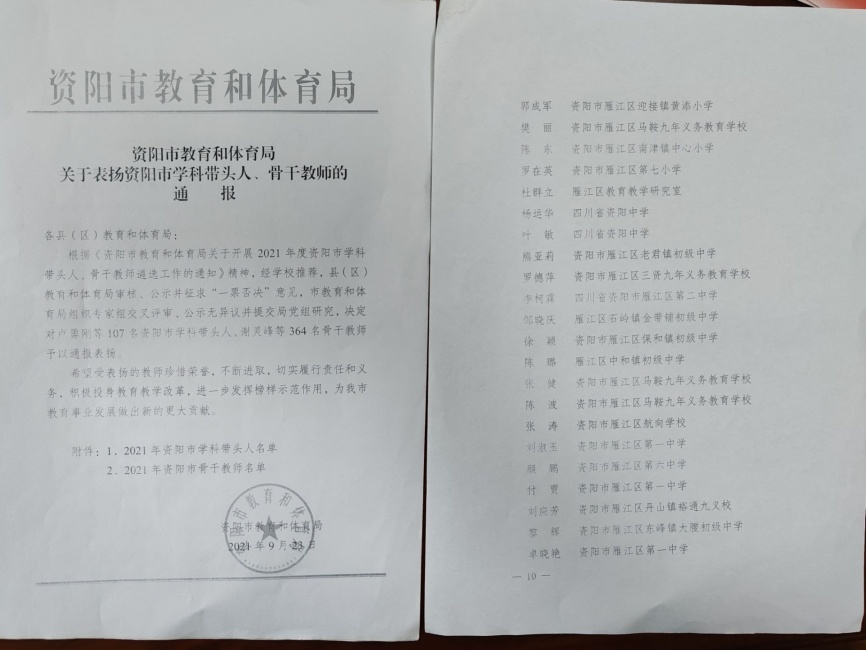 资阳市教育和体育局
资阳市教育和体育局
关于表扬资阳市学科带头人、骨干教师的
通 报
各县（区）教育和体育局：
根据《资阳市教育和体育局关于开展2021年度资阳市学科
带头人、骨干教师遴选工作的通知》精神，经学校推荐，县（区）
教育和体育局审核、公示并征求“一票否决”意见，市教育和体
育局组织专家组交叉评审、公示无异议并提交局党组研究，决定
对卢翠刚等107名资阳市学科带头人、谢灵峰等364名骨干教师
予以通报表扬。
希望受表扬的教师珍惜荣誉，不断进取，切实履行责任和义
务，积极投身教育教学改革，进一步发挥榜样示范作用，为我市
教育事业发展做出新的更大贡献。
附件：1．2021年资阳市学科带头人名单
2．2021年资阳市骨干教师名单
资阳市教育和体育局
2021年9月23日
郭成军 资阳市雁江区迎接镇黄添小学
樊 丽 资阳市雁江区马鞍九年义务教育学校
陈 东 资阳市雁江区南津镇中心小学
罗在英 资阳市雁江区第七小学
杜群立 雁江区教育教学研究室
杨运华 四川省资阳中学
叶 敏 四川省资阳中学
熊亚莉 资阳市雁江区老君镇初级中学
罗德萍 资阳市雁江区三贤九年义务教育学校
李柯霖 四川省资阳市雁江区第二中学
邹晓庆 雁江区石岭镇金带铺初级中学
徐 颖 资阳市雁江区保和镇初级中学
陈 璐 雁江区中和镇初级中学
张 健 资阳市雁江区马鞍九年义务教育学校
陈 波 资阳市雁江区马鞍九年义务教育学校
张 涛 资阳市雁江区航向学校
刘淑玉 资阳市雁江区第一中学
顾 鹏 资阳市雁江区第六中学
付 贾 资阳市雁江区第一中学
刘应芳 资阳市雁江区丹山镇裕通九义校
黎 辉 资阳市雁江区东峰镇大腰初级中学
卓晓艳 资阳市雁江区第一中学
— 10 —